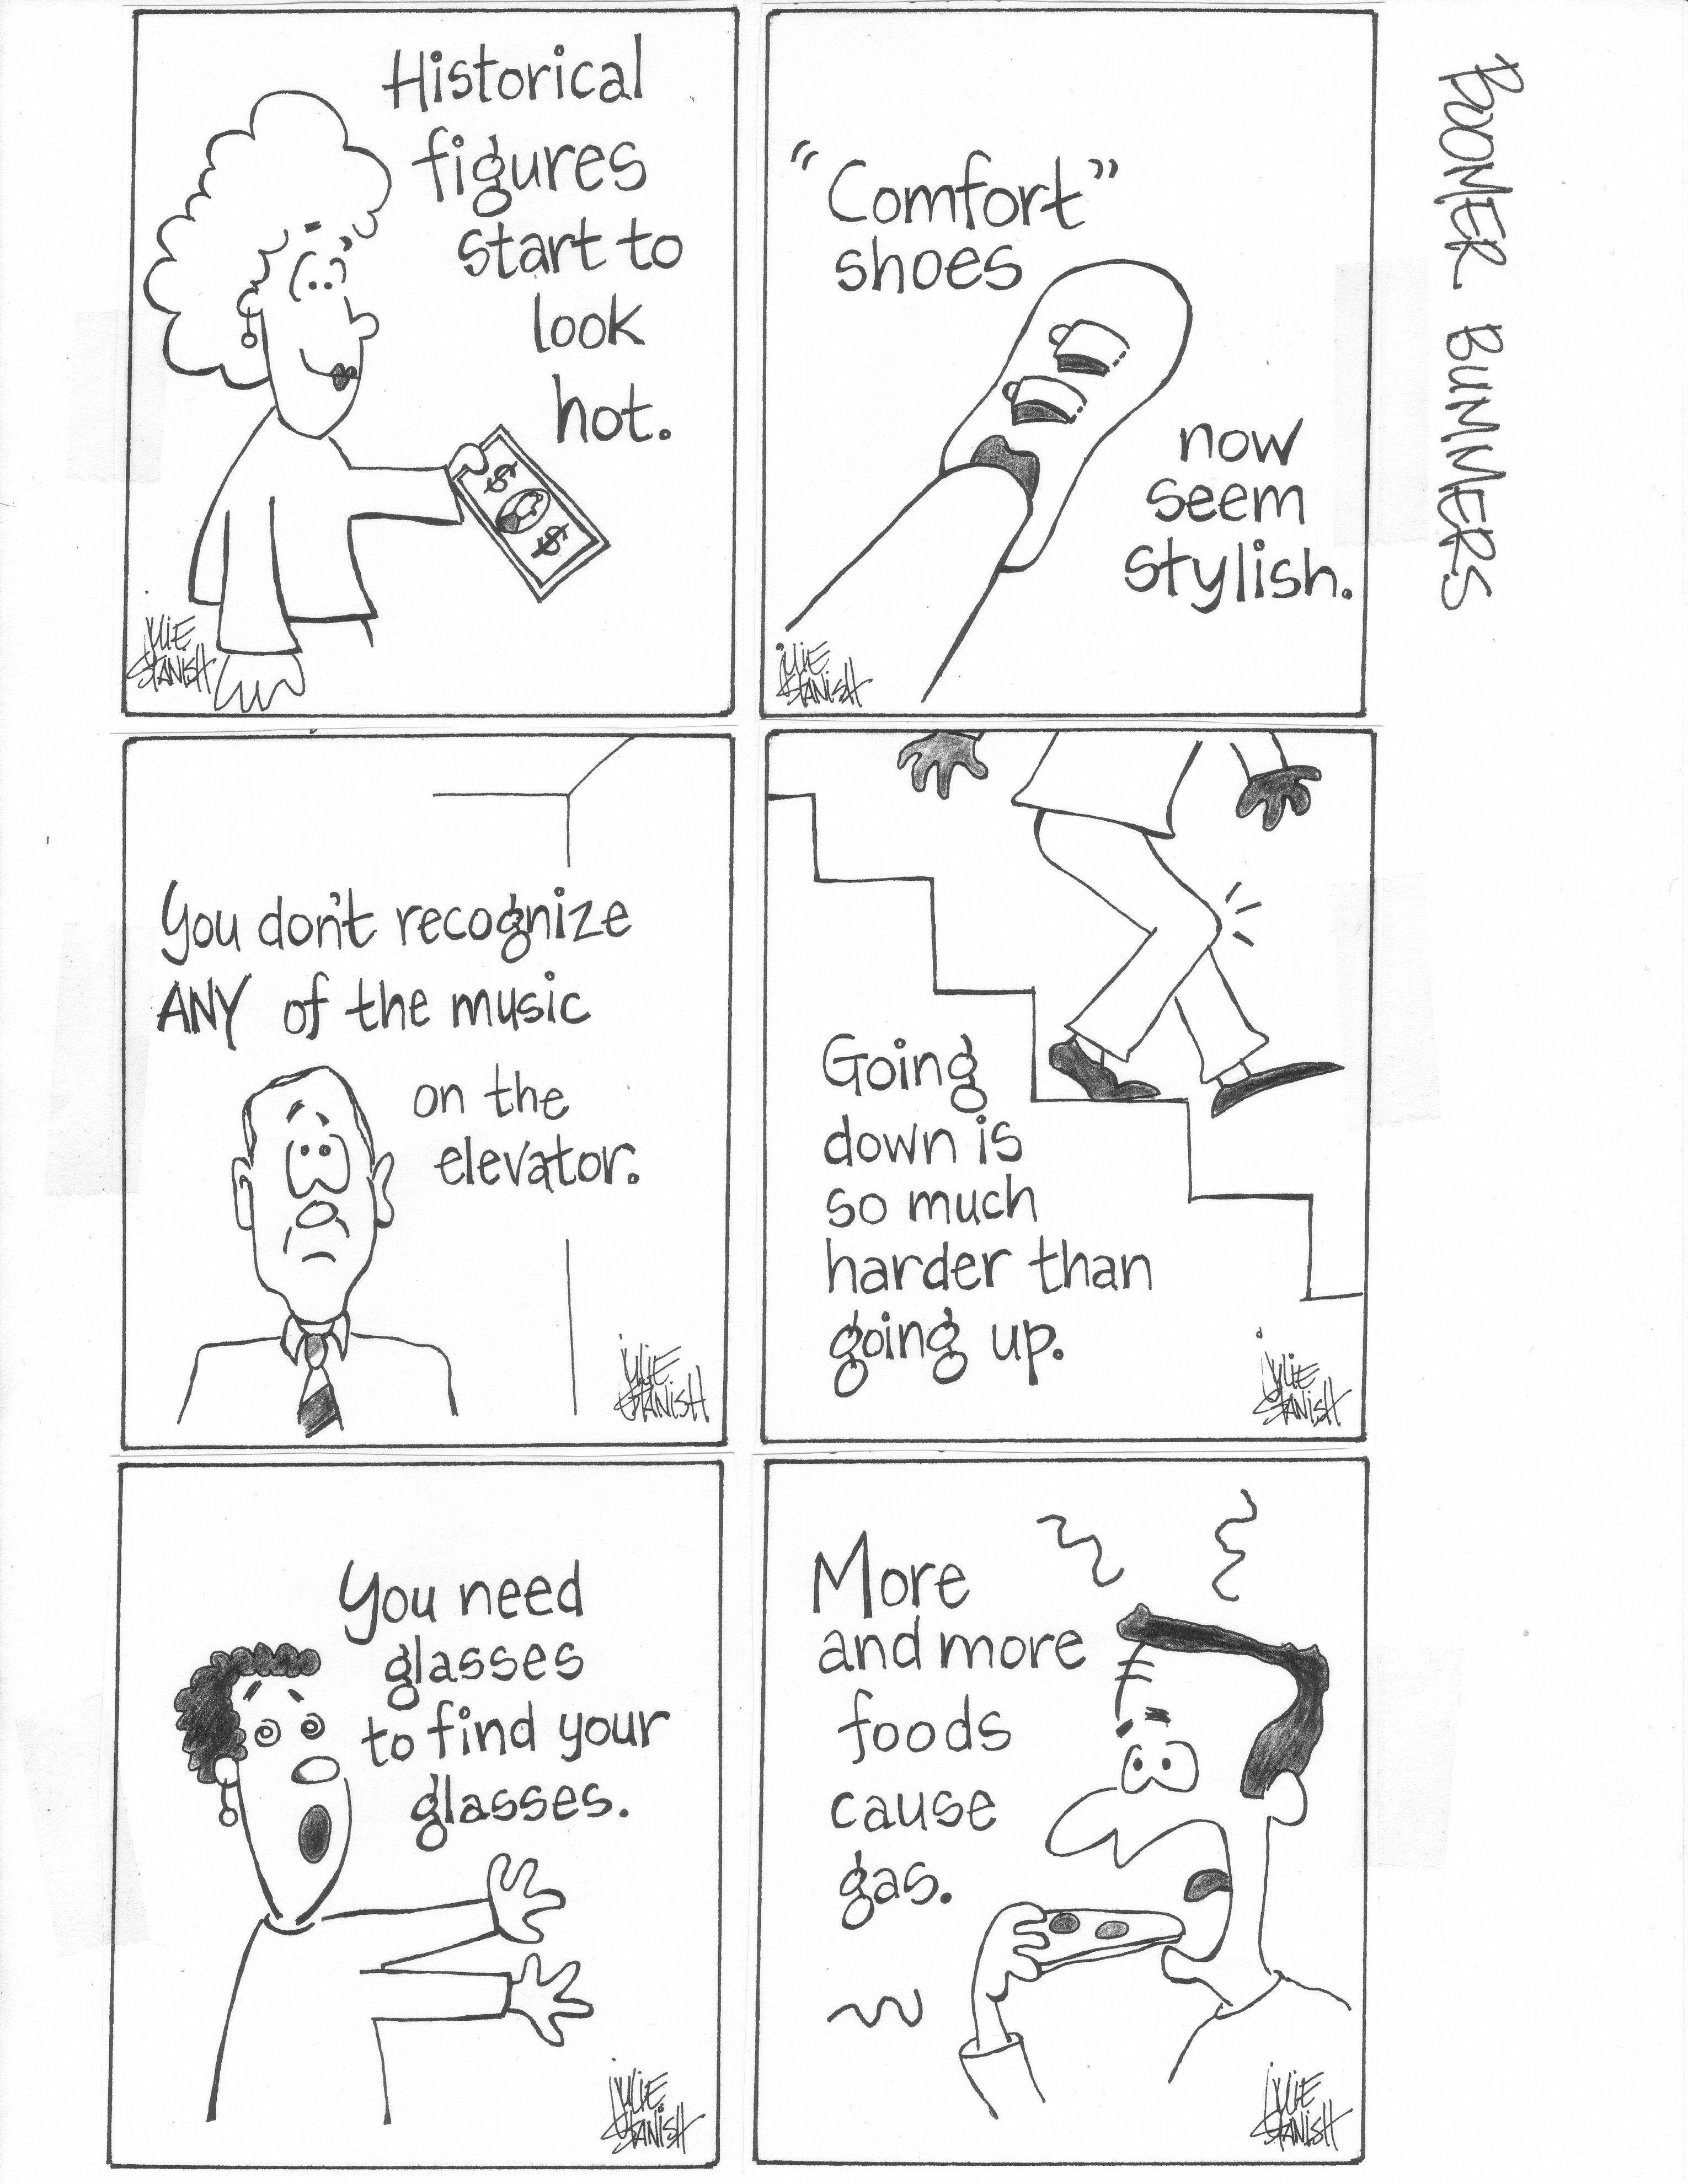 BOOMER BUMMERS
Historical
figures
start to
look
hot.
$
$
JULIE
STANISH
"Comfort"
shoes
now
seem
stylish.
JULIE
STANISH
You don't recognize
ANY of the music
on the
elevator.
JULIE
STANISH
Going
down is
so much
harder than
going up.
JULIE
STANISH
You need
glasses
to find your
glasses.
JULIE
STANISH
More
and more
foods
cause
gas.
JULIE
STANISH